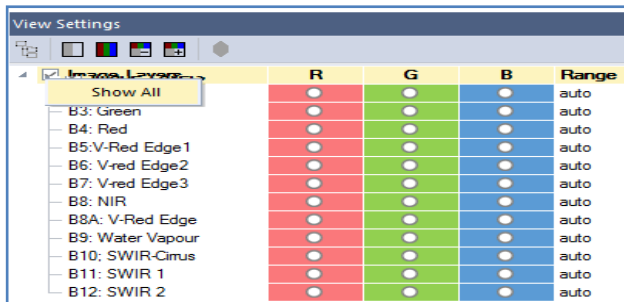 View Settings
Image Layers R G B Range
Show All auto
B3: Green auto
B4: Red auto
B5:V-Red Edge1 auto
B6: V-red Edge2 auto
B7: V-red Edge3 auto
B8: NIR auto
B8A: V-Red Edge auto
B9: Water Vapour auto
B10; SWIR-Cirrus auto
B11: SWIR 1 auto
B12: SWIR 2 auto